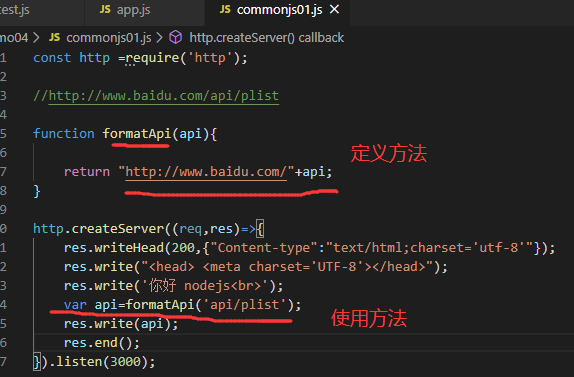 test.js app.js commonjs01.js ×
mo04 > commonjs01.js > http.createServer() callback
1 const http =require('http');
2
3 //http://www.baidu.com/api/plist
4
5 function formatApi(api){
定义方法
6
7 return "http://www.baidu.com/"+api;
8 }
9
0 http.createServer((req,res)=>{
1 res.writeHead(200,{"Content-type":"text/html;charset='utf-8'"});
2 res.write("<head> <meta charset='UTF-8'></head>");
3 res.write('你好 nodejs<br>');
4 var api=formatApi('api/plist');
使用方法
5 res.write(api);
6 res.end();
7 }).listen(3000);